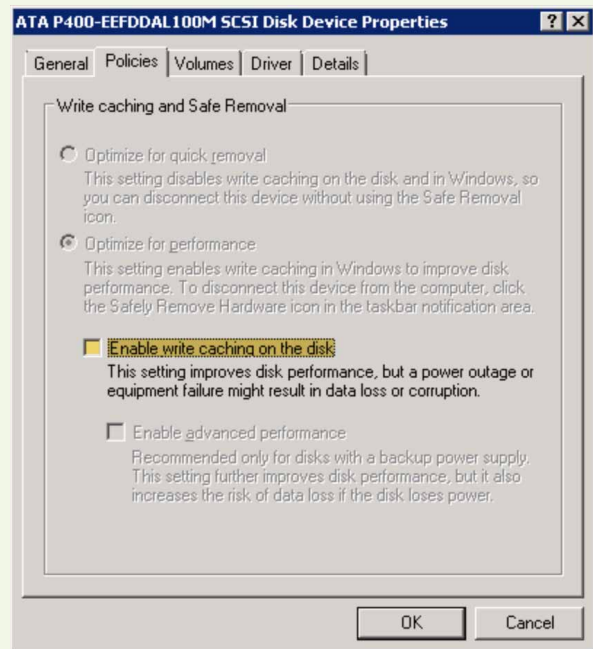 ATA P400-EEFDDAL100M SCSI Disk Device Properties
General Policies Volumes Driver Details
Write caching and Safe Removal
Optimize for quick removal
This setting disables write caching on the disk and in Windows, so
you can disconnect this device without using the Safe Removal
icon.
Optimize for performance
This setting enables write caching in Windows to improve disk
performance. To disconnect this device from the computer, click
the Safely Remove Hardware icon in the taskbar notification area.
Enable write caching on the disk
This setting improves disk performance, but a power outage or
equipment failure might result in data loss or corruption.
Enable advanced performance
Recommended only for disks with a backup power supply.
This setting further improves disk performance, but it also
increases the risk of data loss if the disk loses power.
OK Cancel